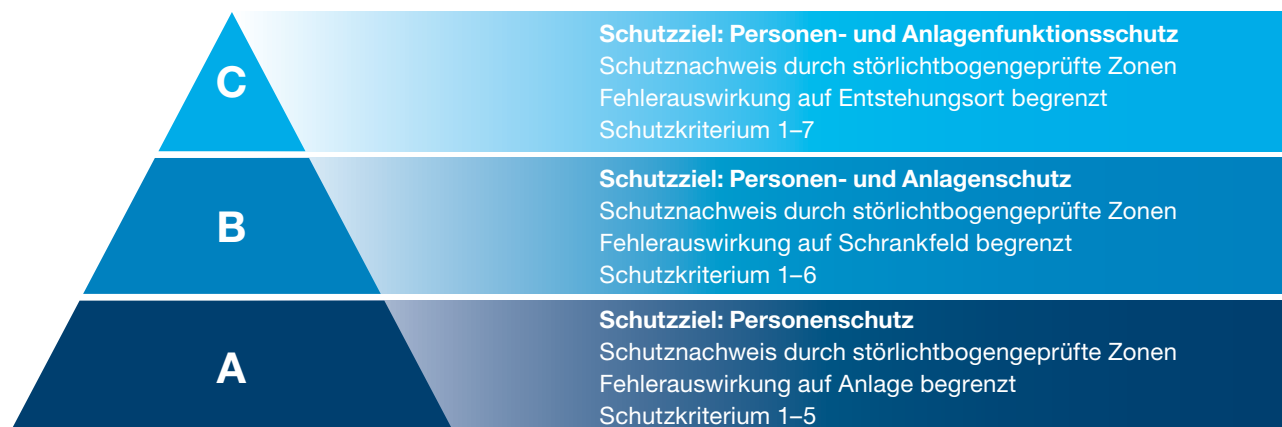 C
Schutzziel: Personen- und Anlagenfunktionsschutz
Schutznachweis durch störlichtbogengeprüfte Zonen
Fehlerauswirkung auf Entstehungsort begrenzt
Schutzkriterium 1–7
B
Schutzziel: Personen- und Anlagenschutz
Schutznachweis durch störlichtbogengeprüfte Zonen
Fehlerauswirkung auf Schrankfeld begrenzt
Schutzkriterium 1–6
A
Schutzziel: Personenschutz
Schutznachweis durch störlichtbogengeprüfte Zonen
Fehlerauswirkung auf Anlage begrenzt
Schutzkriterium 1–5